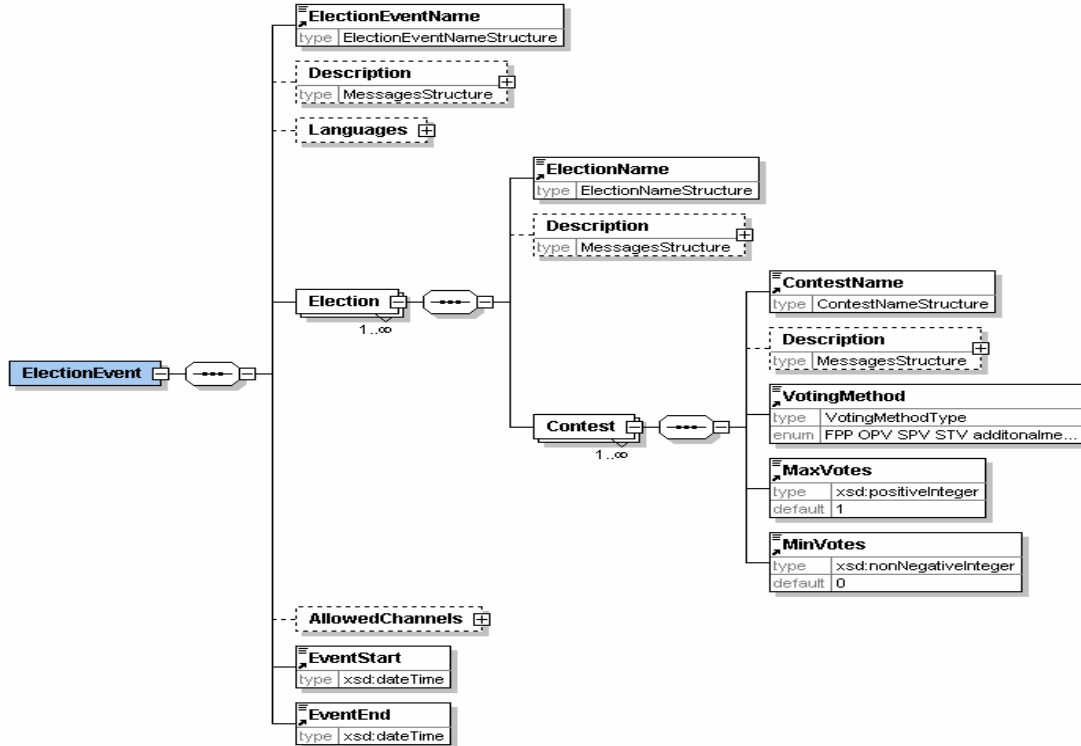 ElectionEventName
type ElectionEventNameStructure
Description
type MessagesStructure
Languages
ElectionName
type ElectionNameStructure
Description
type MessagesStructure
Election
1..∞
ContestName
type ContestNameStructure
Description
type MessagesStructure
ElectionEvent
VotingMethod
type VotingMethodType
enum FPP OPV SPV STV additonalme...
Contest
1..∞
MaxVotes
type xsd:positiveInteger
default 1
MinVotes
type xsd:nonNegativeInteger
default 0
AllowedChannels
EventStart
type xsd:dateTime
EventEnd
type xsd:dateTime